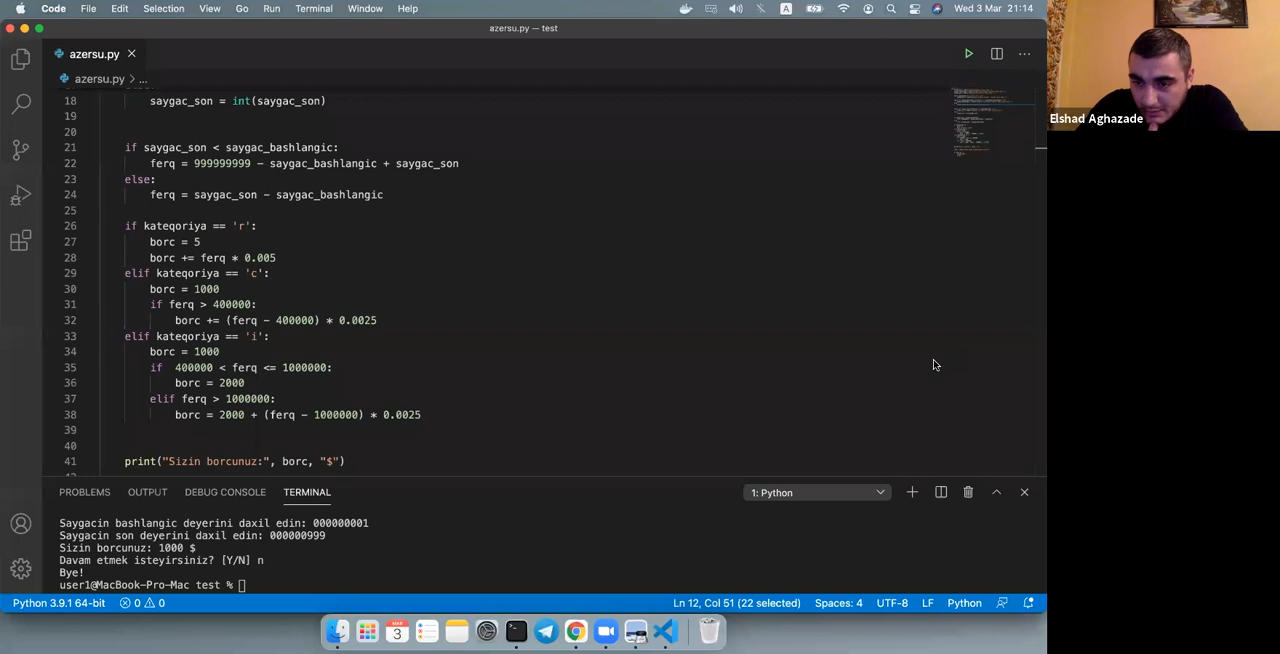 Code File Edit Selection View Go Run Terminal Window Help A Wed 3 Mar 21:14
azersu.py — test
azersu.py
azersu.py > ...
18 saygac_son = int(saygac_son)
19
20
21 if saygac_son < saygac_bashlangic:
22 ferq = 999999999 - saygac_bashlangic + saygac_son
23 else:
24 ferq = saygac_son - saygac_bashlangic
25
26 if kateqoriya == 'r':
27 borc = 5
28 borc += ferq * 0.005
29 elif kateqoriya == 'c':
30 borc = 1000
31 if ferq > 400000:
32 borc += (ferq - 400000) * 0.0025
33 elif kateqoriya == 'i':
34 borc = 1000
35 if  400000 < ferq <= 1000000:
36 borc = 2000
37 elif ferq > 1000000:
38 borc = 2000 + (ferq - 1000000) * 0.0025
39
40
41 print("Sizin borcunuz:", borc, "$")
PROBLEMS OUTPUT DEBUG CONSOLE TERMINAL 1: Python
Saygacin bashlangic deyerini daxil edin: 000000001
Saygacin son deyerini daxil edin: 000000999
Sizin borcunuz: 1000 $
Davam etmek isteyirsiniz? [Y/N] n
Bye!
user1@MacBook-Pro-Mac test %
Python 3.9.1 64-bit 0 0 Ln 12, Col 51 (22 selected) Spaces: 4 UTF-8 LF Python
MAR 3
Elshad Aghazade